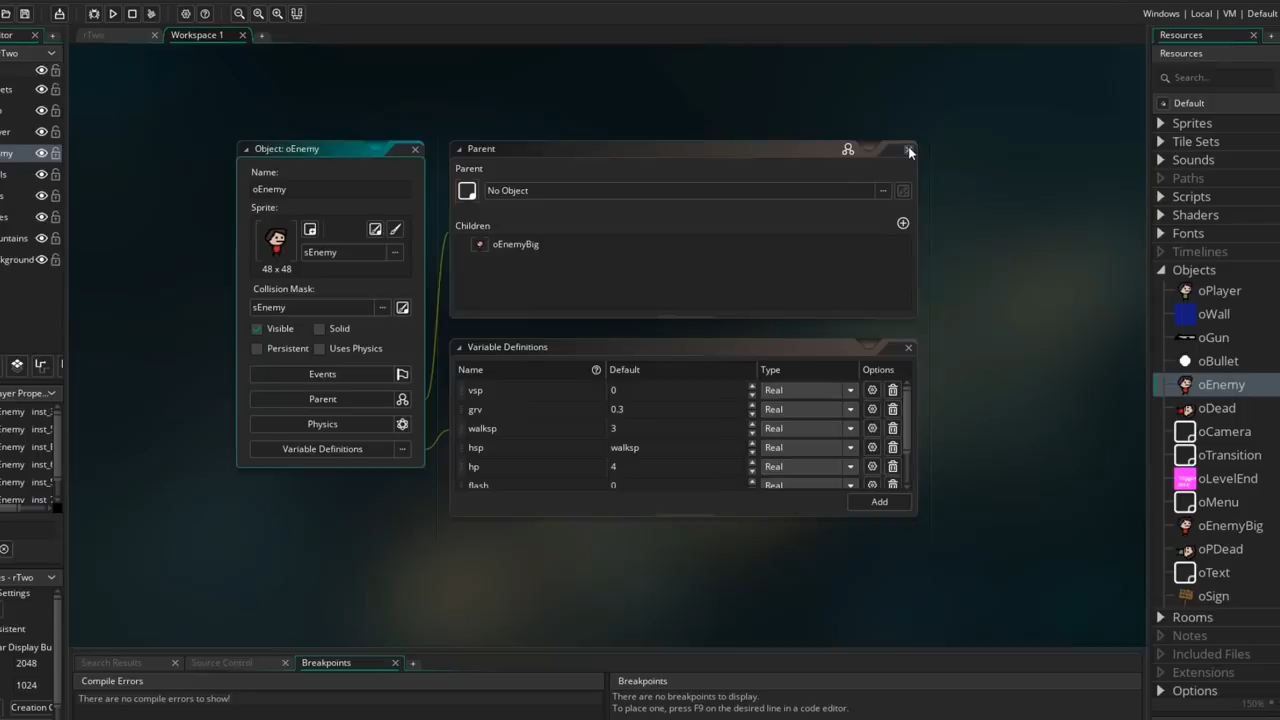 Windows | Local | VM | Default
rTwo
Workspace 1
Resources
Resources
Search...
Default
Sprites
Tile Sets
Sounds
Paths
Scripts
Shaders
Fonts
Timelines
Objects
oPlayer
oWall
oGun
oBullet
oEnemy
oDead
oCamera
oTransition
oLevelEnd
oMenu
oEnemyBig
oPDead
oText
oSign
Rooms
Notes
Included Files
Extensions
Options
150%
Object: oEnemy
Name:
oEnemy
Sprite:
sEnemy
48 x 48
Collision Mask:
sEnemy
Visible
Solid
Persistent
Uses Physics
Events
Parent
Physics
Variable Definitions
Parent
Parent
No Object
Children
oEnemyBig
Variable Definitions
Name Default Type Options
vsp 0 Real
grv 0.3 Real
walksp 3 Real
hsp walksp Real
hp 4 Real
flash 0 Real
Add
Search Results
Source Control
Breakpoints
Compile Errors
There are no compile errors to show!
Breakpoints
There are no breakpoints to display.
To place one, press F9 on the desired line in a code editor.
- rTwo
2048
1024